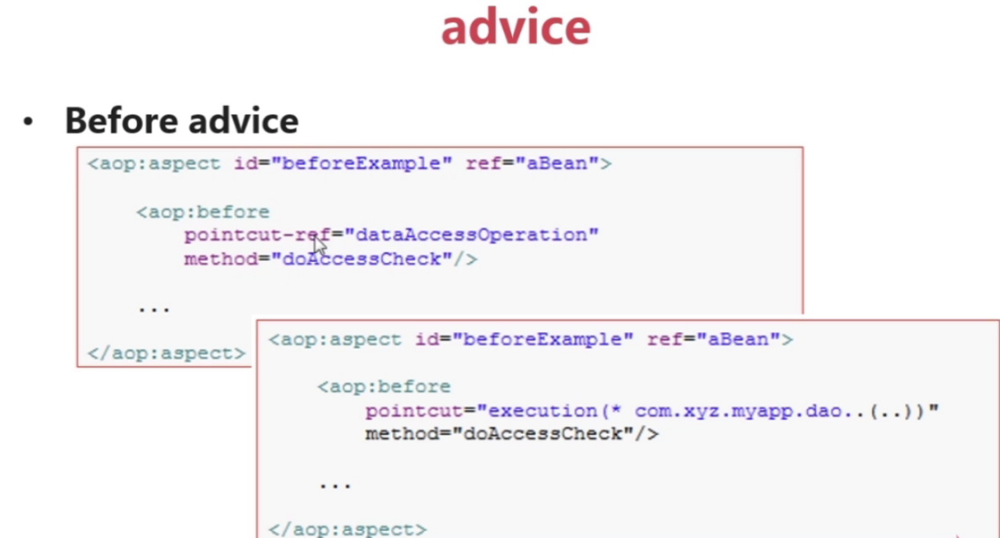 advice
• Before advice
<aop:aspect id="beforeExample" ref="aBean">
<aop:before
pointcut-ref="dataAccessOperation"
method="doAccessCheck"/>
...
</aop:aspect>
<aop:aspect id="beforeExample" ref="aBean">
<aop:before
pointcut="execution(* com.xyz.myapp.dao..(..))"
method="doAccessCheck"/>
...
</aop:aspect>